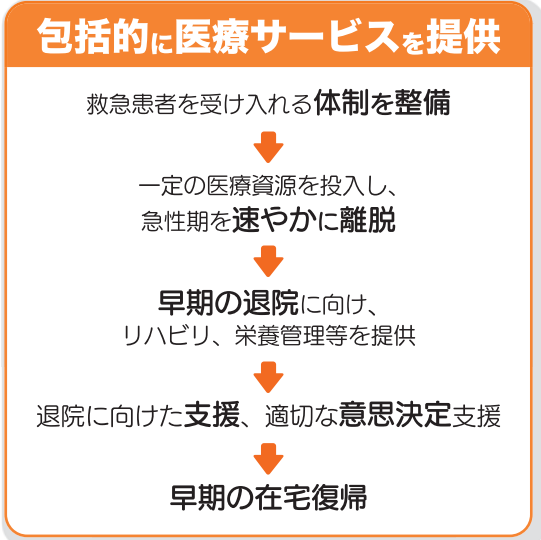 包括的に医療サービスを提供
救急患者を受け入れる体制を整備
一定の医療資源を投入し、
急性期を速やかに離脱
早期の退院に向け、
リハビリ、栄養管理等を提供
退院に向けた支援、適切な意思決定支援
早期の在宅復帰